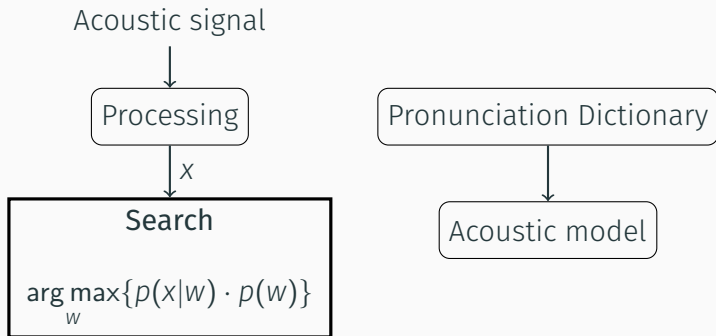 Acoustic signal
Processing
x
Search
arg max{p(x|w) · p(w)}
w
Pronunciation Dictionary
Acoustic model